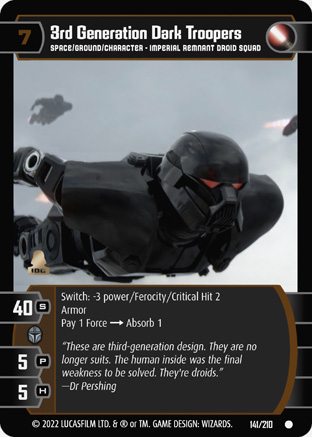 7
3rd Generation Dark Troopers
SPACE/GROUND/CHARACTER - IMPERIAL REMNANT DROID SQUAD
IDC
40 S
Switch: -3 power/Ferocity/Critical Hit 2
Armor
Pay 1 Force → Absorb 1
5 P
5 H
"These are third-generation design. They are no
longer suits. The human inside was the final
weakness to be solved. They're droids."
—Dr Pershing
© 2022 LUCASFILM LTD. & ® OR TM. GAME DESIGN: WIZARDS.
141/210